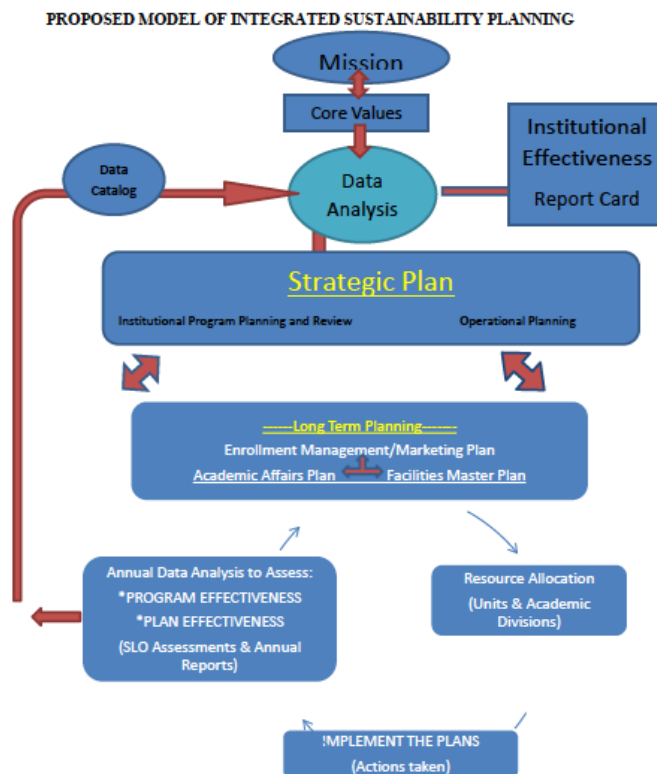 PROPOSED MODEL OF INTEGRATED SUSTAINABILITY PLANNING
Mission
Core Values
Institutional
Effectiveness
Report Card
Data
Catalog
Data
Analysis
Strategic Plan
Institutional Program Planning and Review Operational Planning
------Long Term Planning-------
Enrollment Management/Marketing Plan
Academic Affairs Plan Facilities Master Plan
Annual Data Analysis to Assess:
*PROGRAM EFFECTIVENESS
*PLAN EFFECTIVENESS
(SLO Assessments & Annual
Reports)
Resource Allocation
(Units & Academic
Divisions)
IMPLEMENT THE PLANS
(Actions taken)